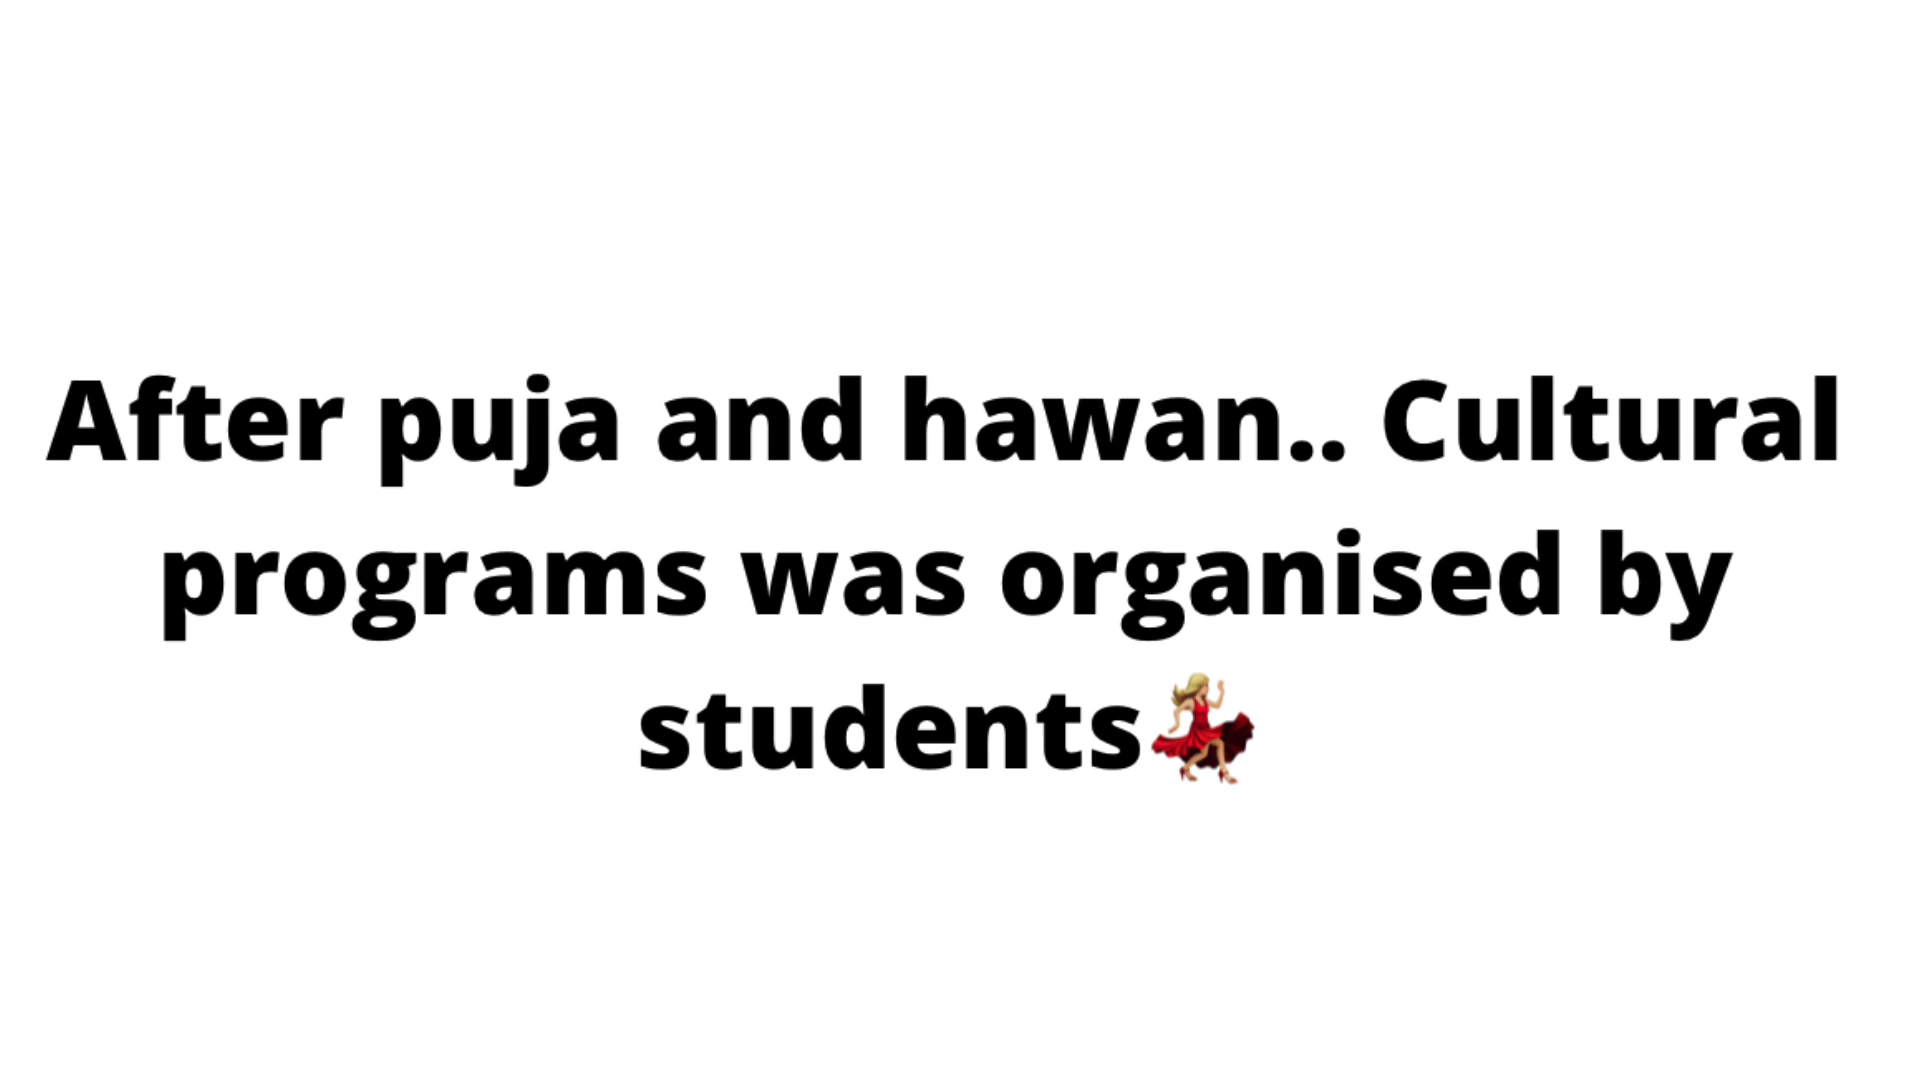 After puja and hawan.. Cultural
programs was organised by
students💃🏼